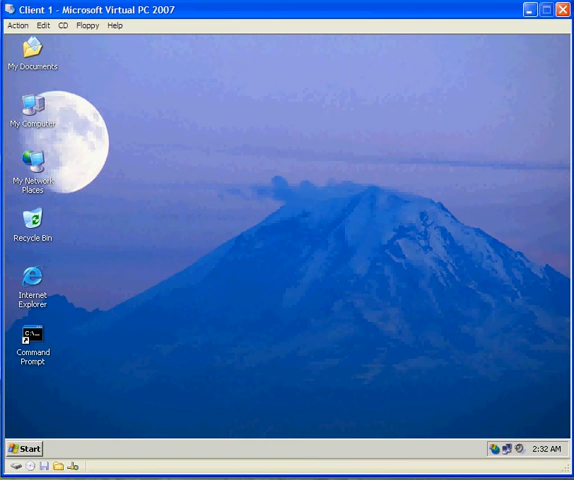 Client 1 - Microsoft Virtual PC 2007
Action Edit CD Floppy Help
My Documents
My Computer
My Network
Places
Recycle Bin
Internet
Explorer
C:\...
Command
Prompt
Start
2:32 AM